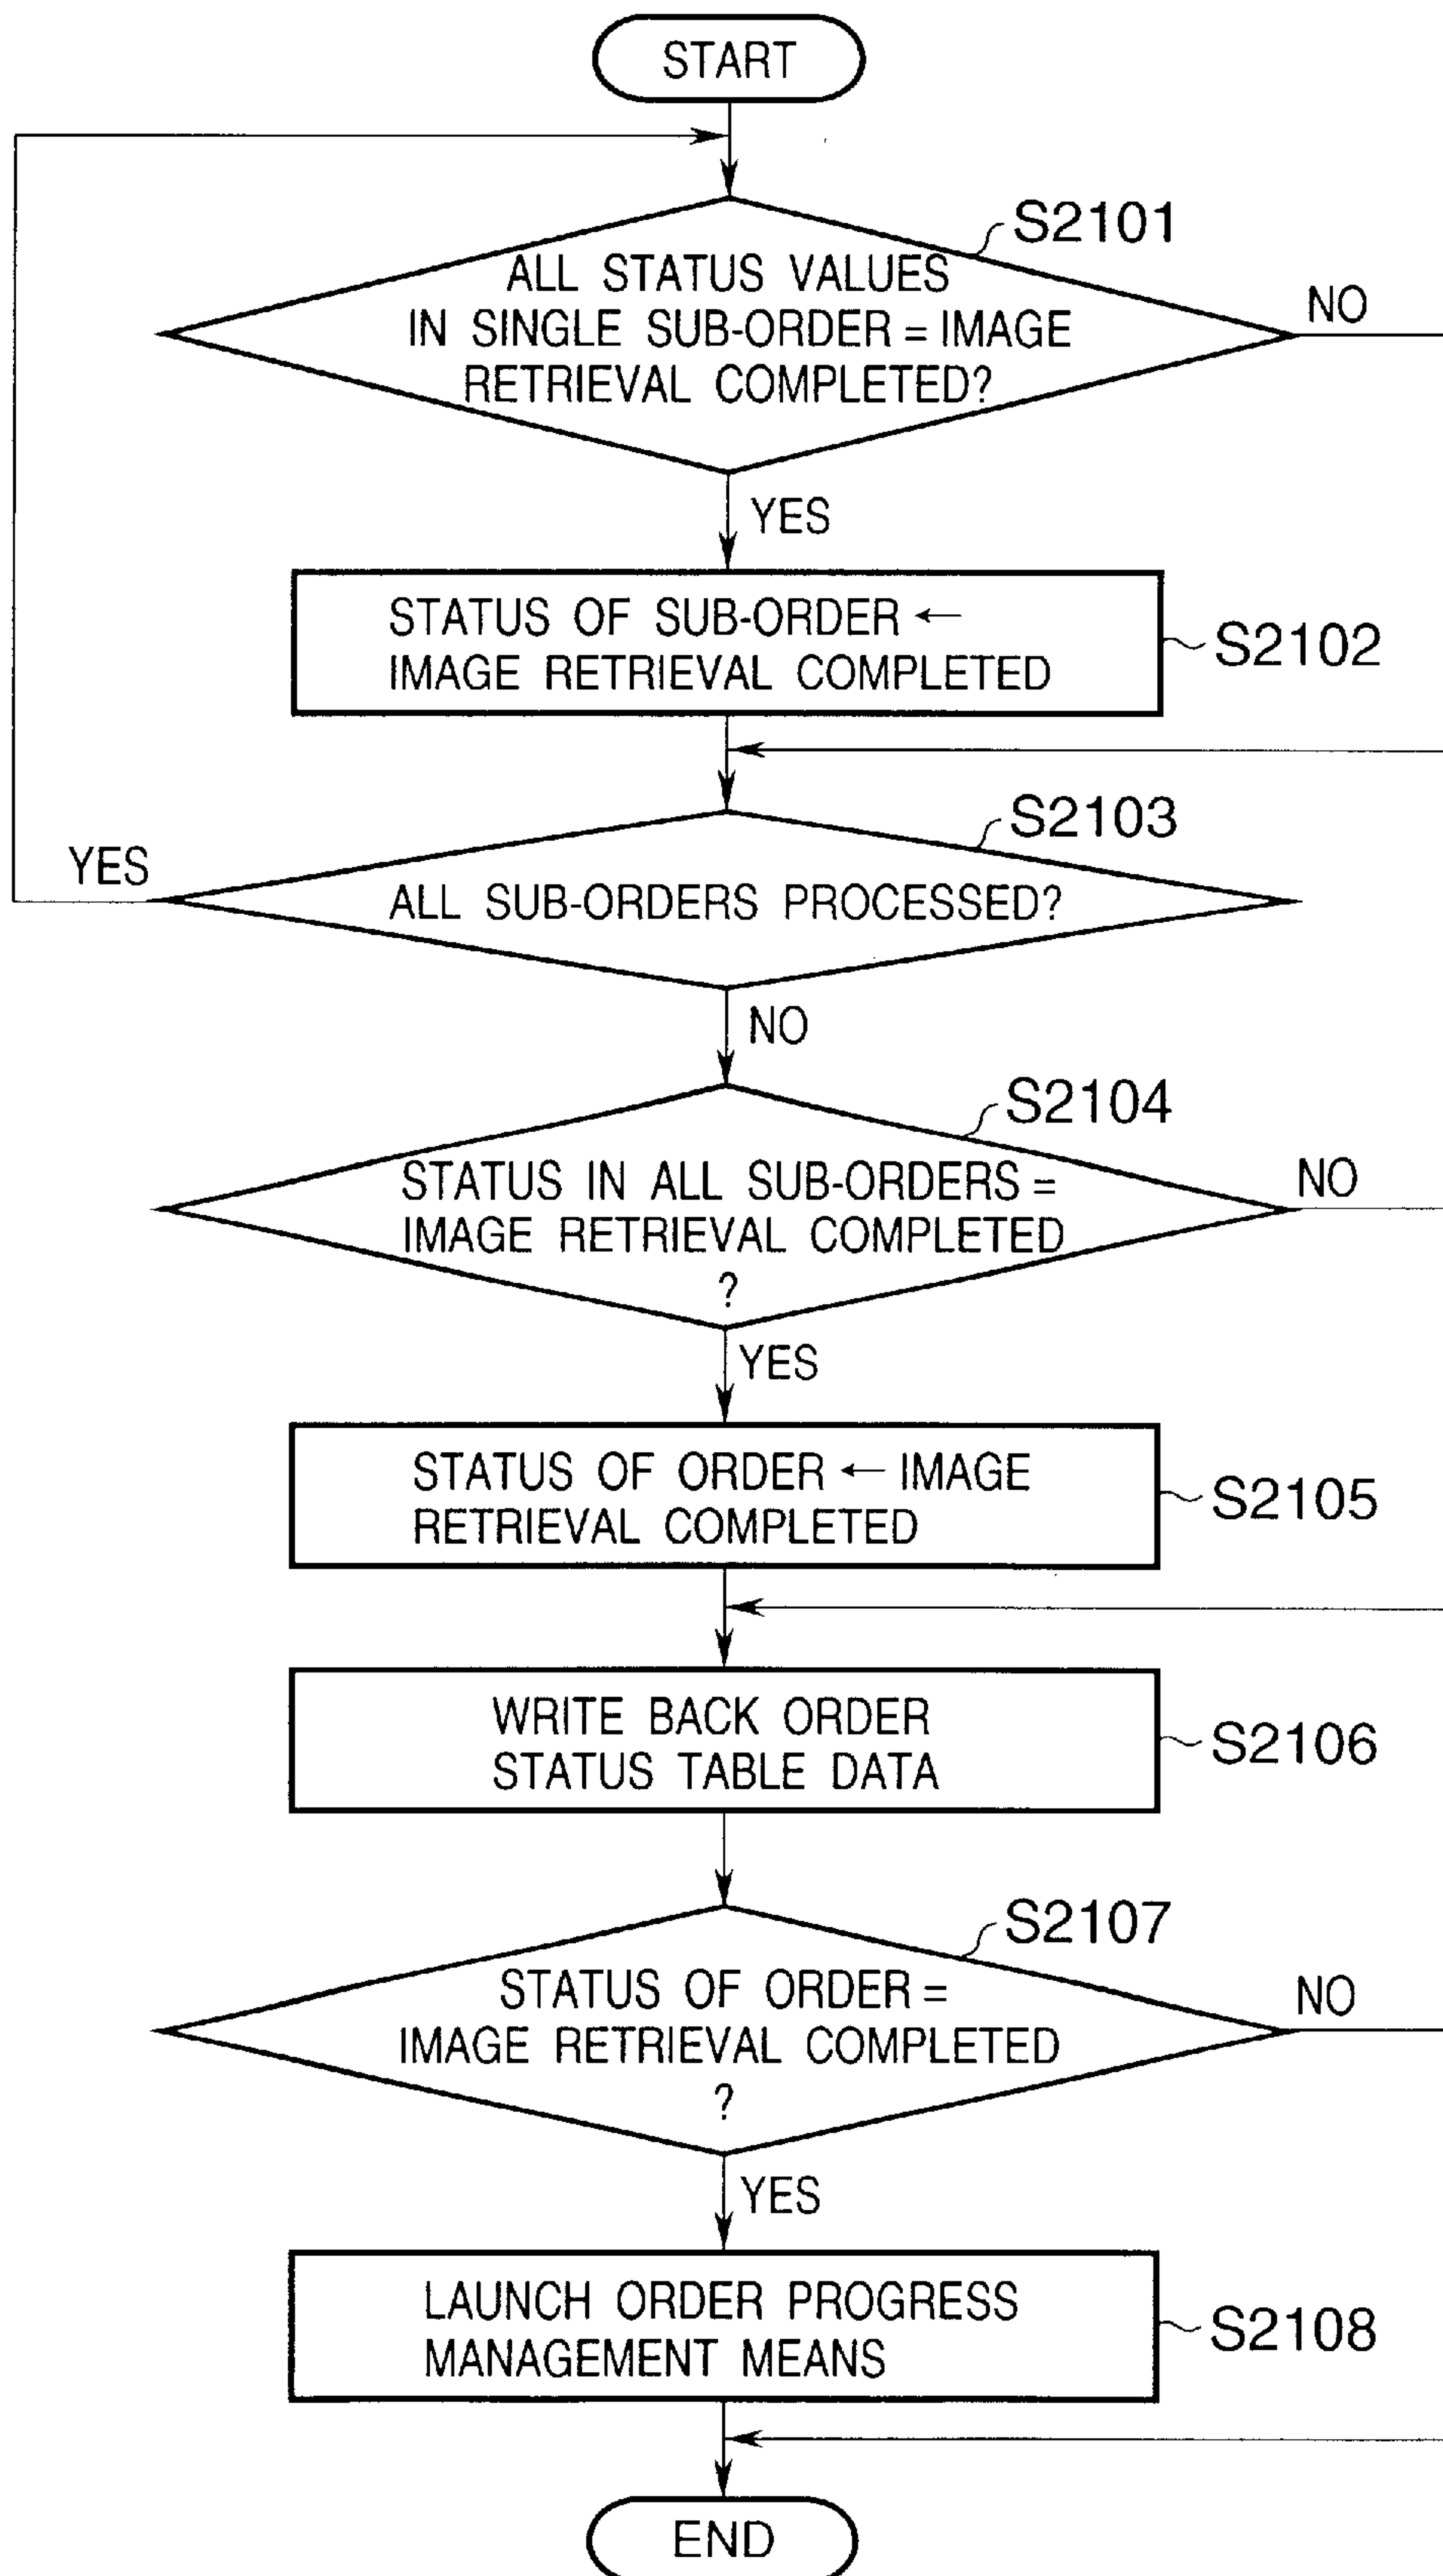 START
S2101
ALL STATUS VALUES
IN SINGLE SUB-ORDER = IMAGE
RETRIEVAL COMPLETED?
NO
YES
STATUS OF SUB-ORDER ←
IMAGE RETRIEVAL COMPLETED
S2102
S2103
YES
ALL SUB-ORDERS PROCESSED?
NO
S2104
STATUS IN ALL SUB-ORDERS =
IMAGE RETRIEVAL COMPLETED
?
NO
YES
STATUS OF ORDER ← IMAGE
RETRIEVAL COMPLETED
S2105
WRITE BACK ORDER
STATUS TABLE DATA
S2106
S2107
STATUS OF ORDER =
IMAGE RETRIEVAL COMPLETED
?
NO
YES
LAUNCH ORDER PROGRESS
MANAGEMENT MEANS
S2108
END